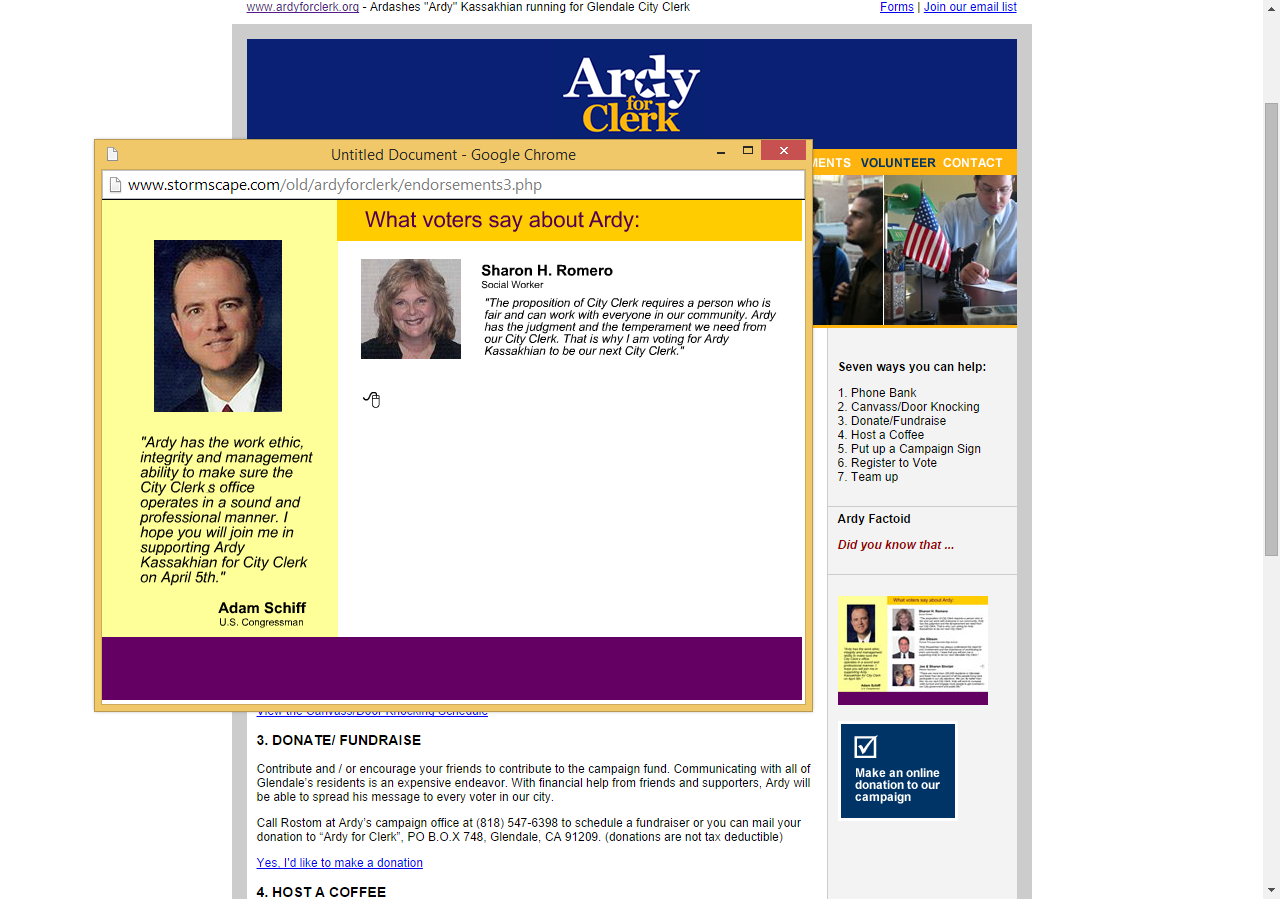 www.ardyforclerk.org - Ardashes "Ardy" Kassakhian running for Glendale City Clerk
Forms | Join our email list
Ardy
for
Clerk
Untitled Document - Google Chrome
www.stormscape.com/old/ardyforclerk/endorsements3.php
MENTS VOLUNTEER CONTACT
What voters say about Ardy:
Sharon H. Romero
Social Worker
"The proposition of City Clerk requires a person who is
fair and can work with everyone in our community. Ardy
has the judgment and the temperament we need from
our City Clerk. That is why I am voting for Ardy
Kassakhian to be our next City Clerk."
"Ardy has the work ethic,
integrity and management
ability to make sure the
City Clerk s office
operates in a sound and
professional manner. I
hope you will join me in
supporting Ardy
Kassakhian for City Clerk
on April 5th."
Adam Schiff
U.S. Congressman
Seven ways you can help:
1. Phone Bank
2. Canvass/Door Knocking
3. Donate/Fundraise
4. Host a Coffee
5. Put up a Campaign Sign
6. Register to Vote
7. Team up
Ardy Factoid
Did you know that ...
What voters say about Ardy:
Sharon H. Romero
Jim Gibson
Joe & Sharon Sinclair
Adam Schiff
Make an online
donation to our
campaign
View the Canvass/Door Knocking Schedule
3. DONATE/ FUNDRAISE
Contribute and / or encourage your friends to contribute to the campaign fund. Communicating with all of
Glendale’s residents is an expensive endeavor. With financial help from friends and supporters, Ardy will
be able to spread his message to every voter in our city.
Call Rostom at Ardy’s campaign office at (818) 547-6398 to schedule a fundraiser or you can mail your
donation to “Ardy for Clerk”, PO B.O.X 748, Glendale, CA 91209. (donations are not tax deductible)
Yes, I'd like to make a donation
4. HOST A COFFEE